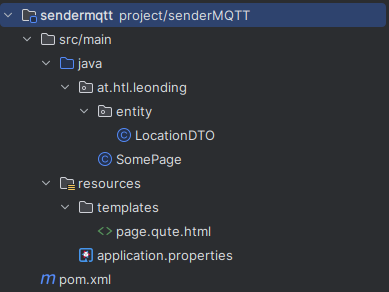 sendermqtt project/senderMQTT
src/main
java
at.htl.leonding
entity
LocationDTO
SomePage
resources
templates
page.qute.html
application.properties
pom.xml